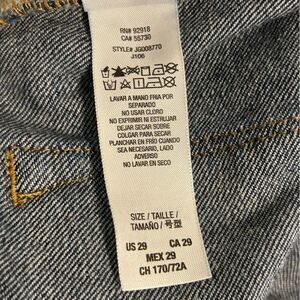 RN# 92918
CA# 55730
STYLE# JG008770
J106
LAVAR A MANO FRIA POR
SEPARADO
NO USAR CLORO
NO EXPRIMIR NI ESTRUJAR
DEJAR SECAR SOBRE
COLGAR PARA SECAR
PLANCHAR EN FRÍO CUANDO
SEA NECESARIO, LADO
ADVERSO
NO LAVAR EN SECO
SIZE / TAILLE /
TAMAÑO / 号型
US 29 CA 29
MEX 29
CH 170/72A